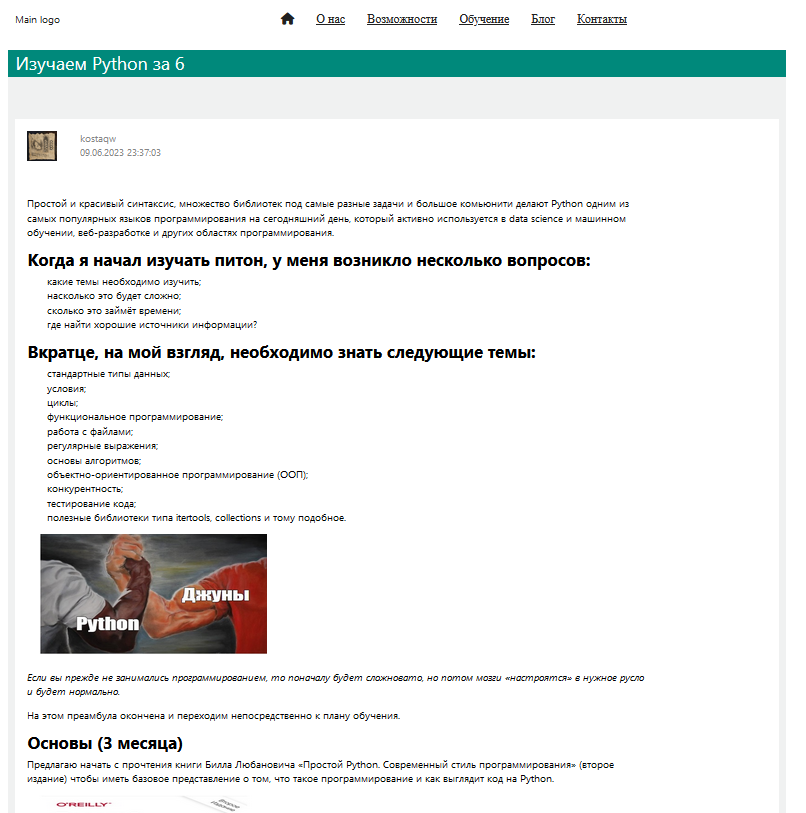 Main logo
О нас
Возможности
Обучение
Блог
Контакты
Изучаем Python за 6
kostaqw
09.06.2023 23:37:03
Простой и красивый синтаксис, множество библиотек под самые разные задачи и большое комьюнити делают Python одним из
самых популярных языков программирования на сегодняшний день, который активно используется в data science и машинном
обучении, веб-разработке и других областях программирования.
Когда я начал изучать питон, у меня возникло несколько вопросов:
какие темы необходимо изучить;
насколько это будет сложно;
сколько это займёт времени;
где найти хорошие источники информации?
Вкратце, на мой взгляд, необходимо знать следующие темы:
стандартные типы данных;
условия;
циклы;
функциональное программирование;
работа с файлами;
регулярные выражения;
основы алгоритмов;
объектно-ориентированное программирование (ООП);
конкурентность;
тестирование кода;
полезные библиотеки типа itertools, collections и тому подобное.
Джуны
Python
Если вы прежде не занимались программированием, то поначалу будет сложновато, но потом мозги «настроятся» в нужное русло
и будет нормально.
На этом преамбула окончена и переходим непосредственно к плану обучения.
Основы (3 месяца)
Предлагаю начать с прочтения книги Билла Любановича «Простой Python. Современный стиль программирования» (второе
издание) чтобы иметь базовое представление о том, что такое программирование и как выглядит код на Python.
O'REILLY
Второе
издание